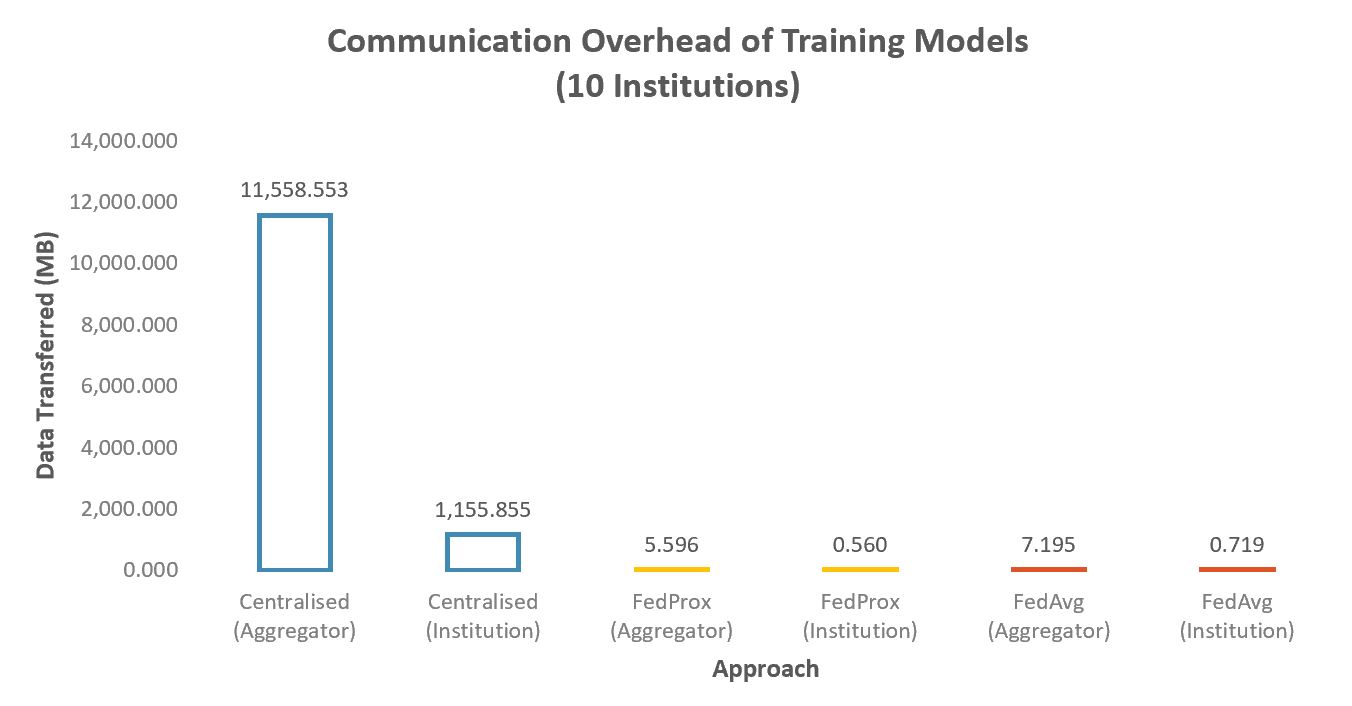 Communication Overhead of Training Models
(10 Institutions)
Data Transferred (MB)
14,000.000
12,000.000
10,000.000
8,000.000
6,000.000
4,000.000
2,000.000
0.000
11,558.553
1,155.855
5.596
0.560
7.195
0.719
Centralised
(Aggregator)
Centralised
(Institution)
FedProx
(Aggregator)
FedProx
(Institution)
FedAvg
(Aggregator)
FedAvg
(Institution)
Approach